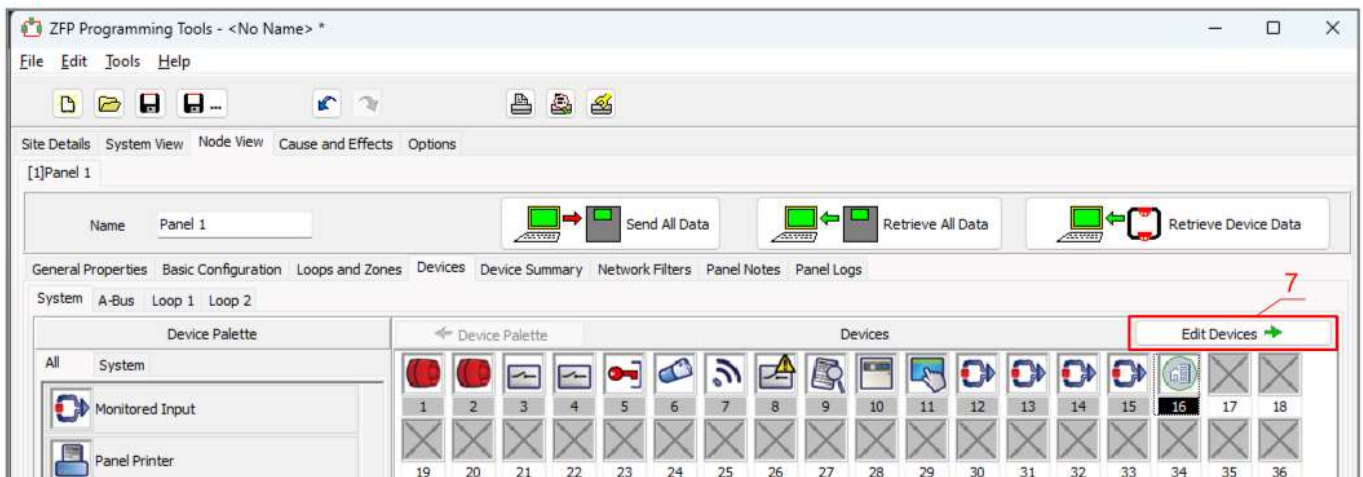 ZFP Programming Tools - <No Name> *
File Edit Tools Help
...
Site Details System View Node View Cause and Effects Options
[1]Panel 1
Name Panel 1 Send All Data Retrieve All Data Retrieve Device Data
General Properties Basic Configuration Loops and Zones Devices Device Summary Network Filters Panel Notes Panel Logs
7
System A-Bus Loop 1 Loop 2
Device Palette Device Palette Devices Edit Devices
All System
Monitored Input
1 2 3 4 5 6 7 8 9 10 11 12 13 14 15 16 17 18
Panel Printer
19 20 21 22 23 24 25 26 27 28 29 30 31 32 33 34 35 36